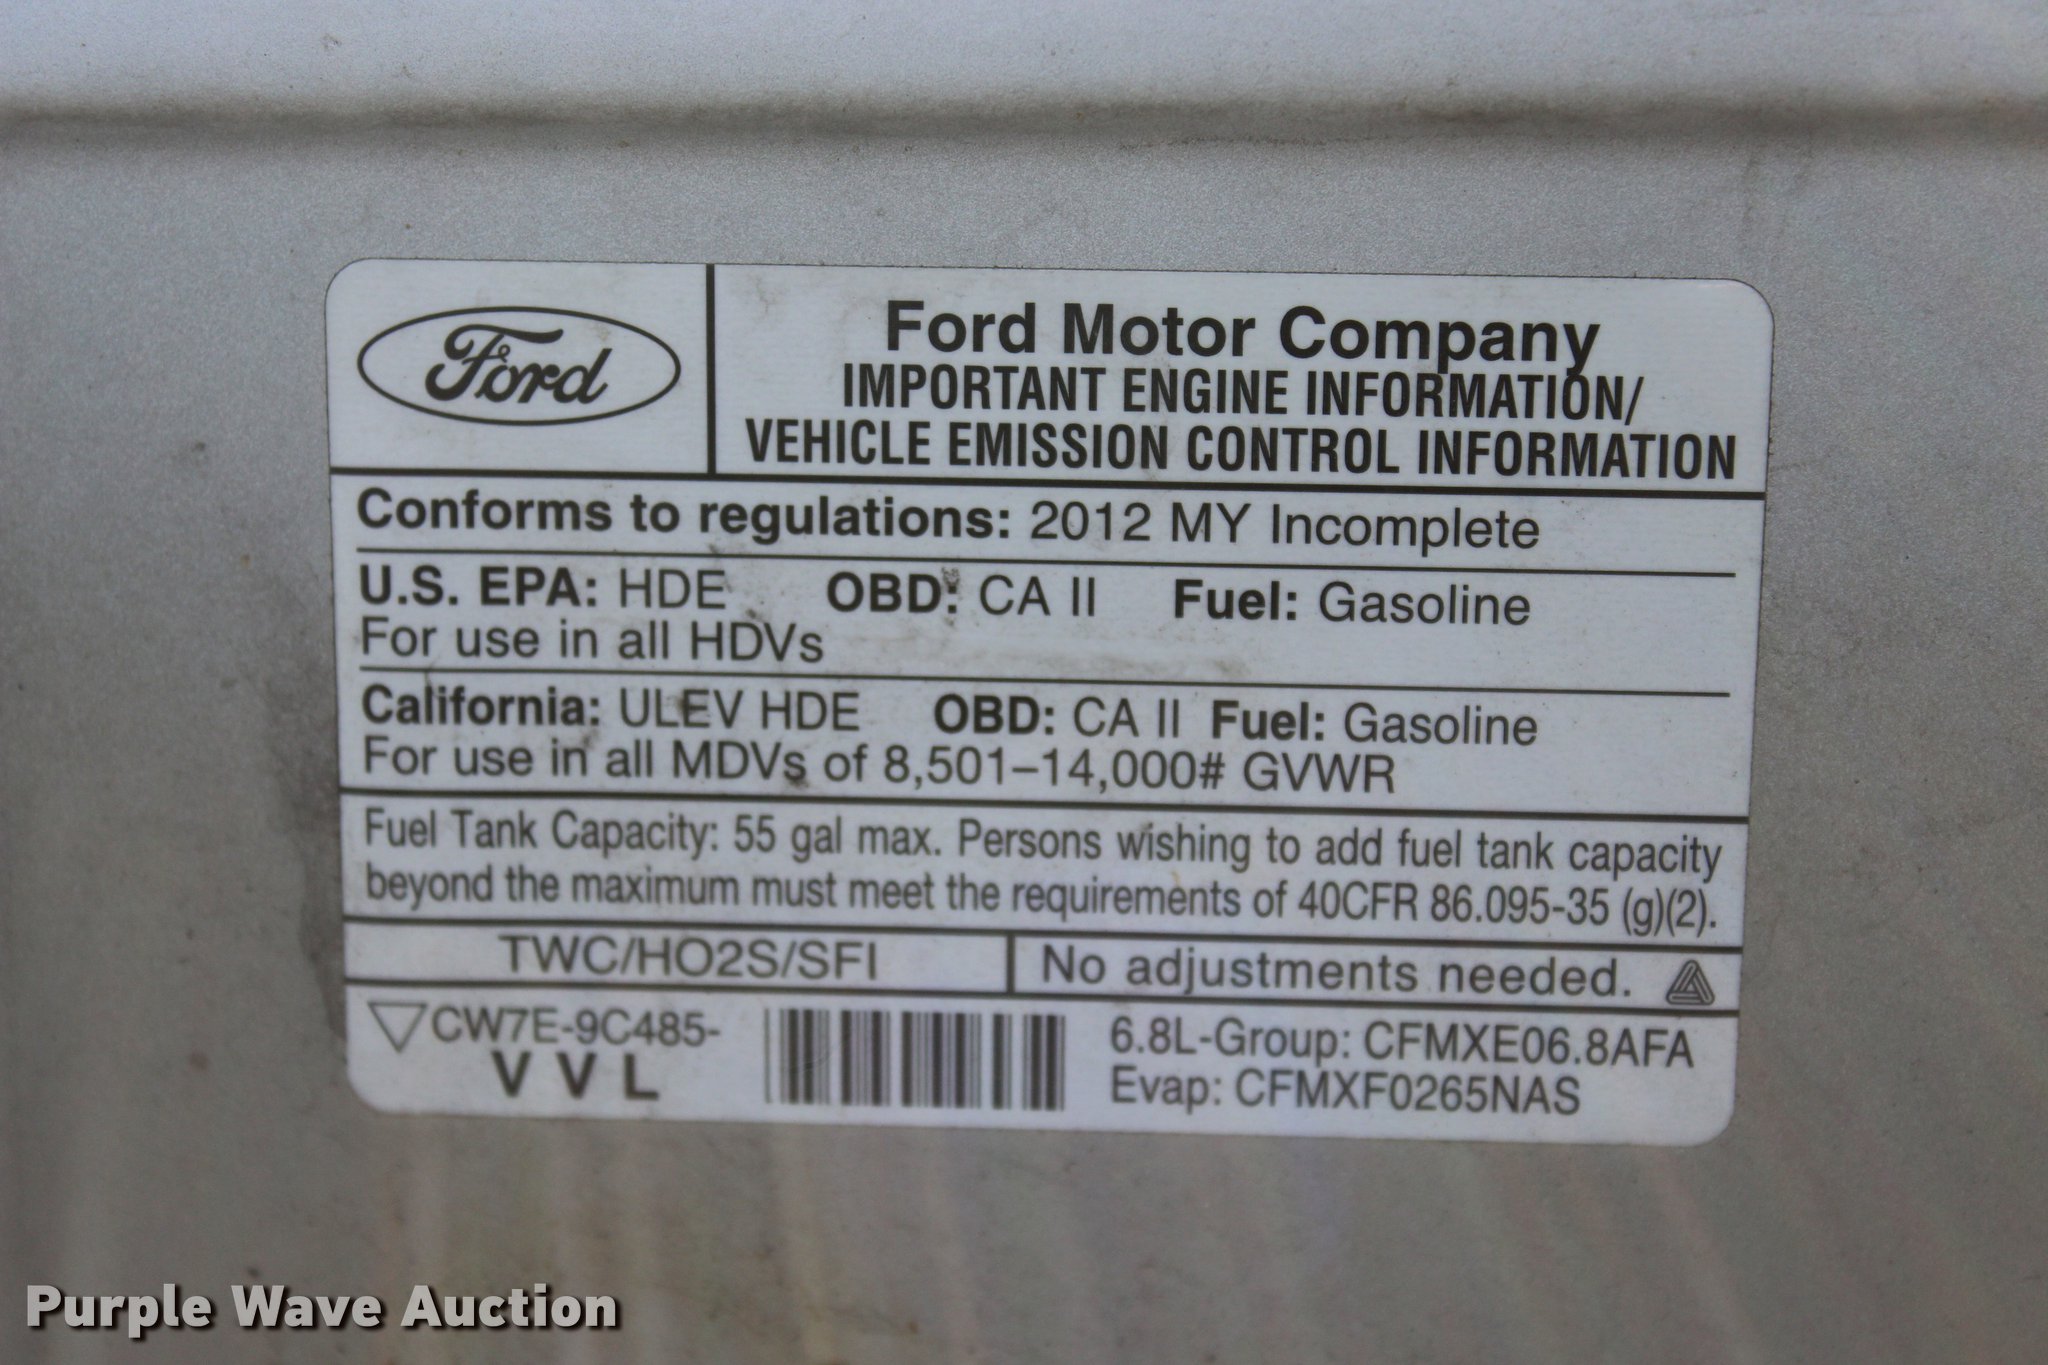 Ford
Ford Motor Company
IMPORTANT ENGINE INFORMATION/
VEHICLE EMISSION CONTROL INFORMATION
Conforms to regulations: 2012 MY Incomplete
U.S. EPA: HDE OBD: CA II Fuel: Gasoline
For use in all HDVs
California: ULEV HDE OBD: CA II Fuel: Gasoline
For use in all MDVs of 8,501–14,000# GVWR
Fuel Tank Capacity: 55 gal max. Persons wishing to add fuel tank capacity
beyond the maximum must meet the requirements of 40CFR 86.095-35 (g)(2).
TWC/HO2S/SFI
No adjustments needed.
CW7E-9C485-
VVL
6.8L-Group: CFMXE06.8AFA
Evap: CFMXF0265NAS
Purple Wave Auction